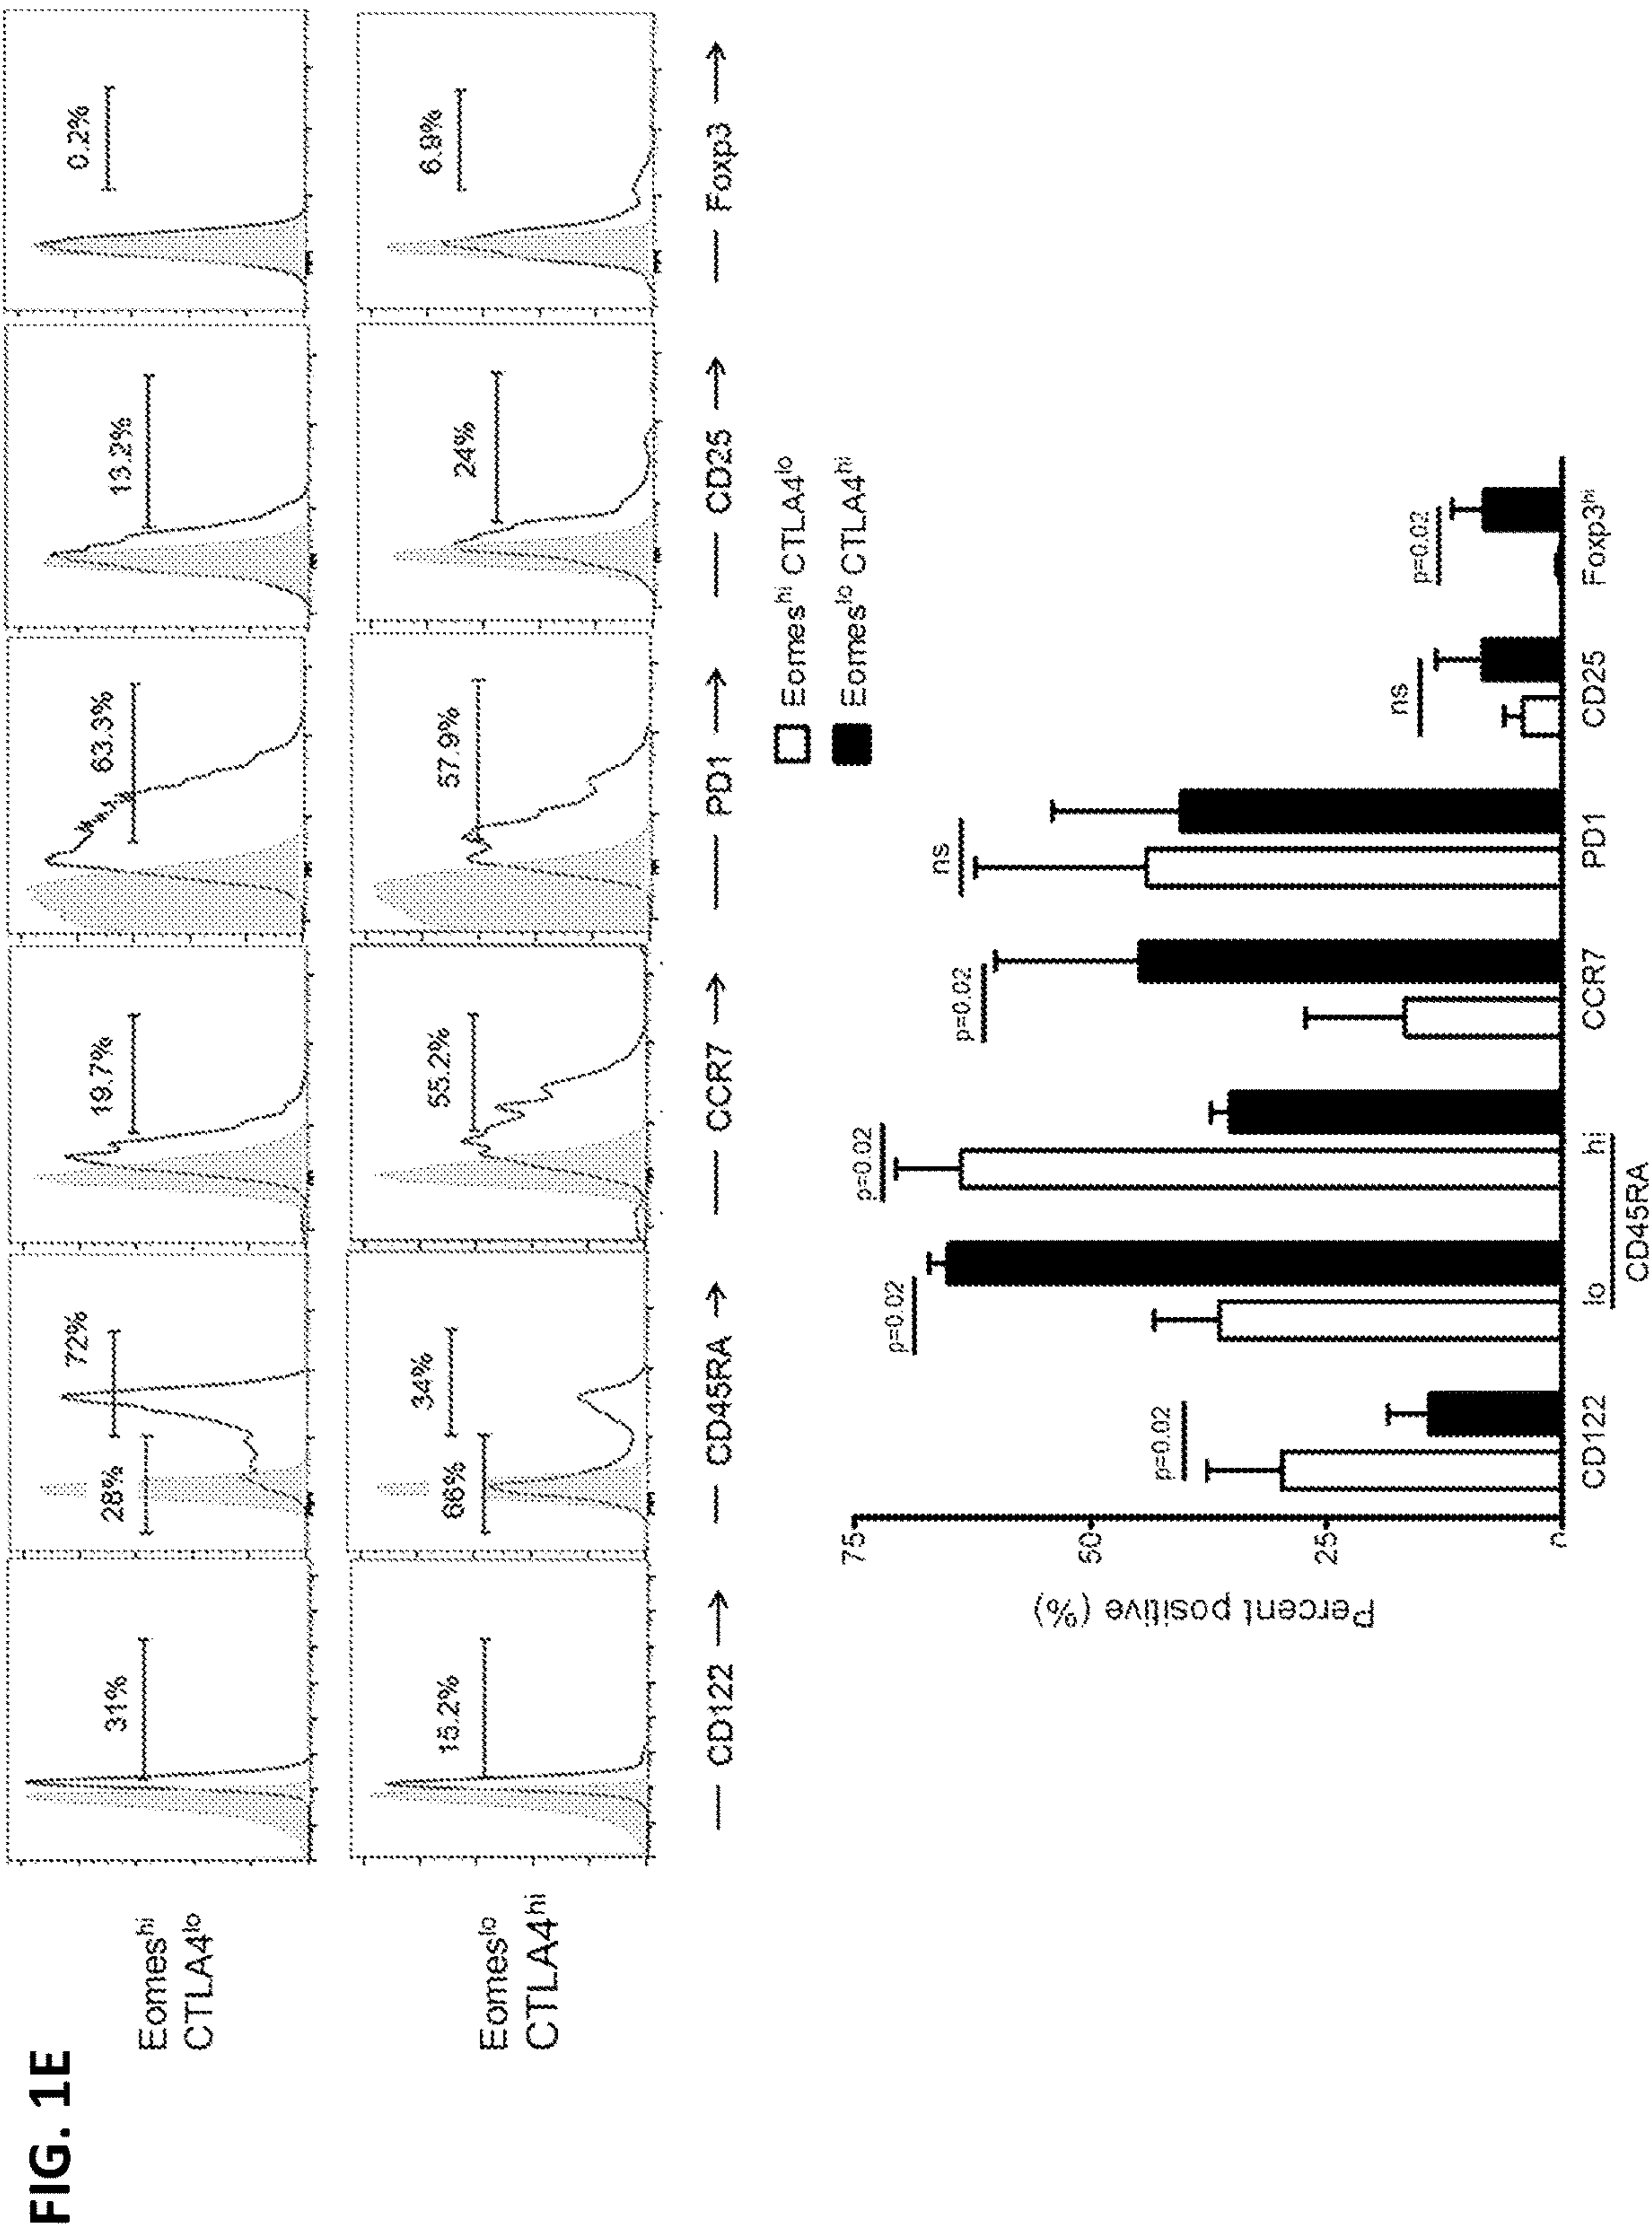 FIG. 1E
Eomes^hi
CTLA4^lo
31%
28%
72%
19.7%
63.3%
13.2%
0.2%
Eomes^lo
CTLA4^hi
15.2%
66%
34%
55.2%
57.9%
24%
6.8%
— CD122 →
— CD45RA →
— CCR7 →
— PD1 →
— CD25 →
— Foxp3 →
Eomes^hi CTLA4^lo
Eomes^lo CTLA4^hi
Percent positive (%)
75
50
25
0
p=0.02
p=0.02
p=0.02
p=0.02
ns
ns
p=0.02
CD122
lo
hi
CD45RA
CCR7
PD1
CD25
Foxp3^hi